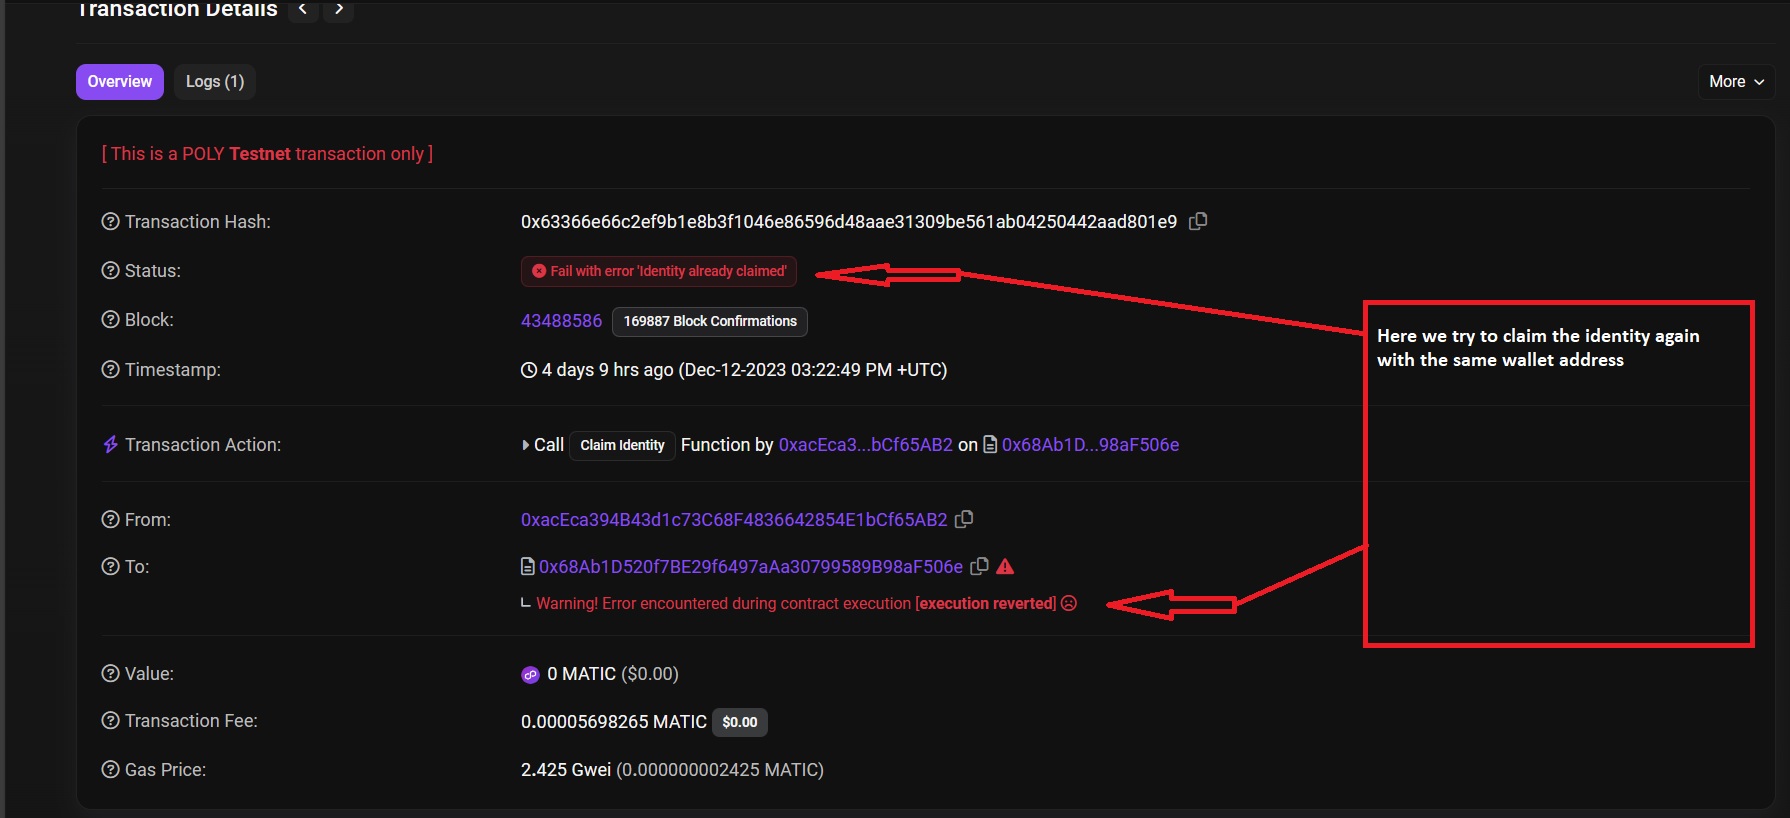 Transaction Details
Overview
Logs (1)
More
[ This is a POLY Testnet transaction only ]
Transaction Hash: 0x63366e66c2ef9b1e8b3f1046e86596d48aae31309be561ab04250442aad801e9
Status: Fail with error 'Identity already claimed'
Block: 43488586 169887 Block Confirmations
Here we try to claim the identity again
with the same wallet address
Timestamp: 4 days 9 hrs ago (Dec-12-2023 03:22:49 PM +UTC)
Transaction Action: Call Claim Identity Function by 0xacEca3...bCf65AB2 on 0x68Ab1D...98aF506e
From: 0xacEca394B43d1c73C68F4836642854E1bCf65AB2
To: 0x68Ab1D520f7BE29f6497aAa30799589B98aF506e
Warning! Error encountered during contract execution [execution reverted]
Value: 0 MATIC ($0.00)
Transaction Fee: 0.00005698265 MATIC $0.00
Gas Price: 2.425 Gwei (0.000000002425 MATIC)